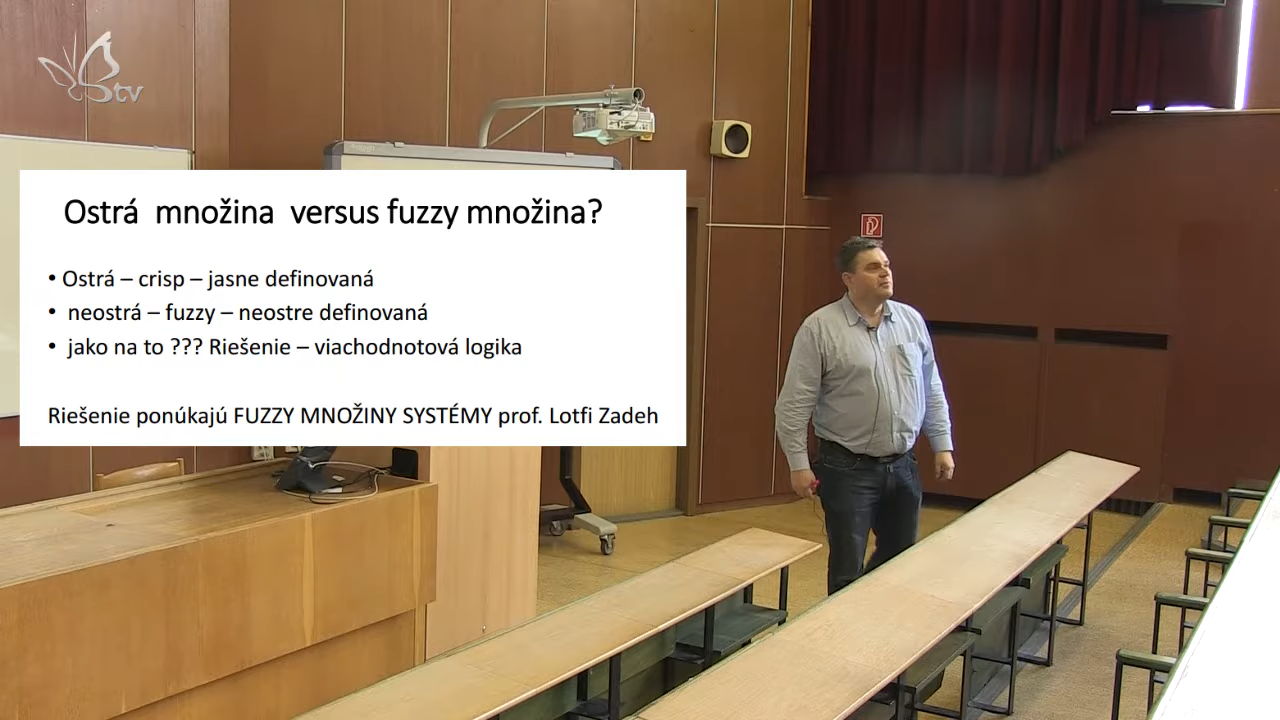 tv
Ostrá množina versus fuzzy množina?
• Ostrá – crisp – jasne definovaná
• neostrá – fuzzy – neostre definovaná
• jako na to ??? Riešenie – viachodnotová logika
Riešenie ponúkajú FUZZY MNOŽINY SYSTÉMY prof. Lotfi Zadeh